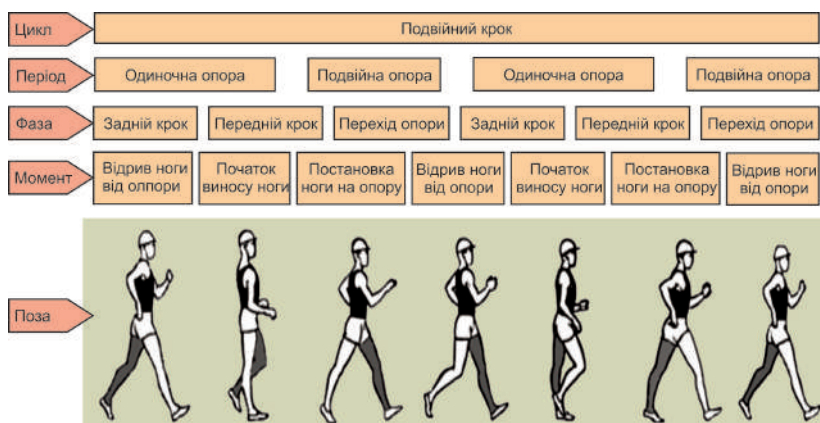 Цикл
Подвійний крок
Період
Одиночна опора
Подвійна опора
Одиночна опора
Подвійна опора
Фаза
Задній крок
Передній крок
Перехід опори
Задній крок
Передній крок
Перехід опори
Момент
Відрив ноги
від олпори
Початок
виносу ноги
Постановка
ноги на опору
Відрив ноги
від опори
Початок
виносу ноги
Постановка
ноги на опору
Відрив ноги
від опори
Поза